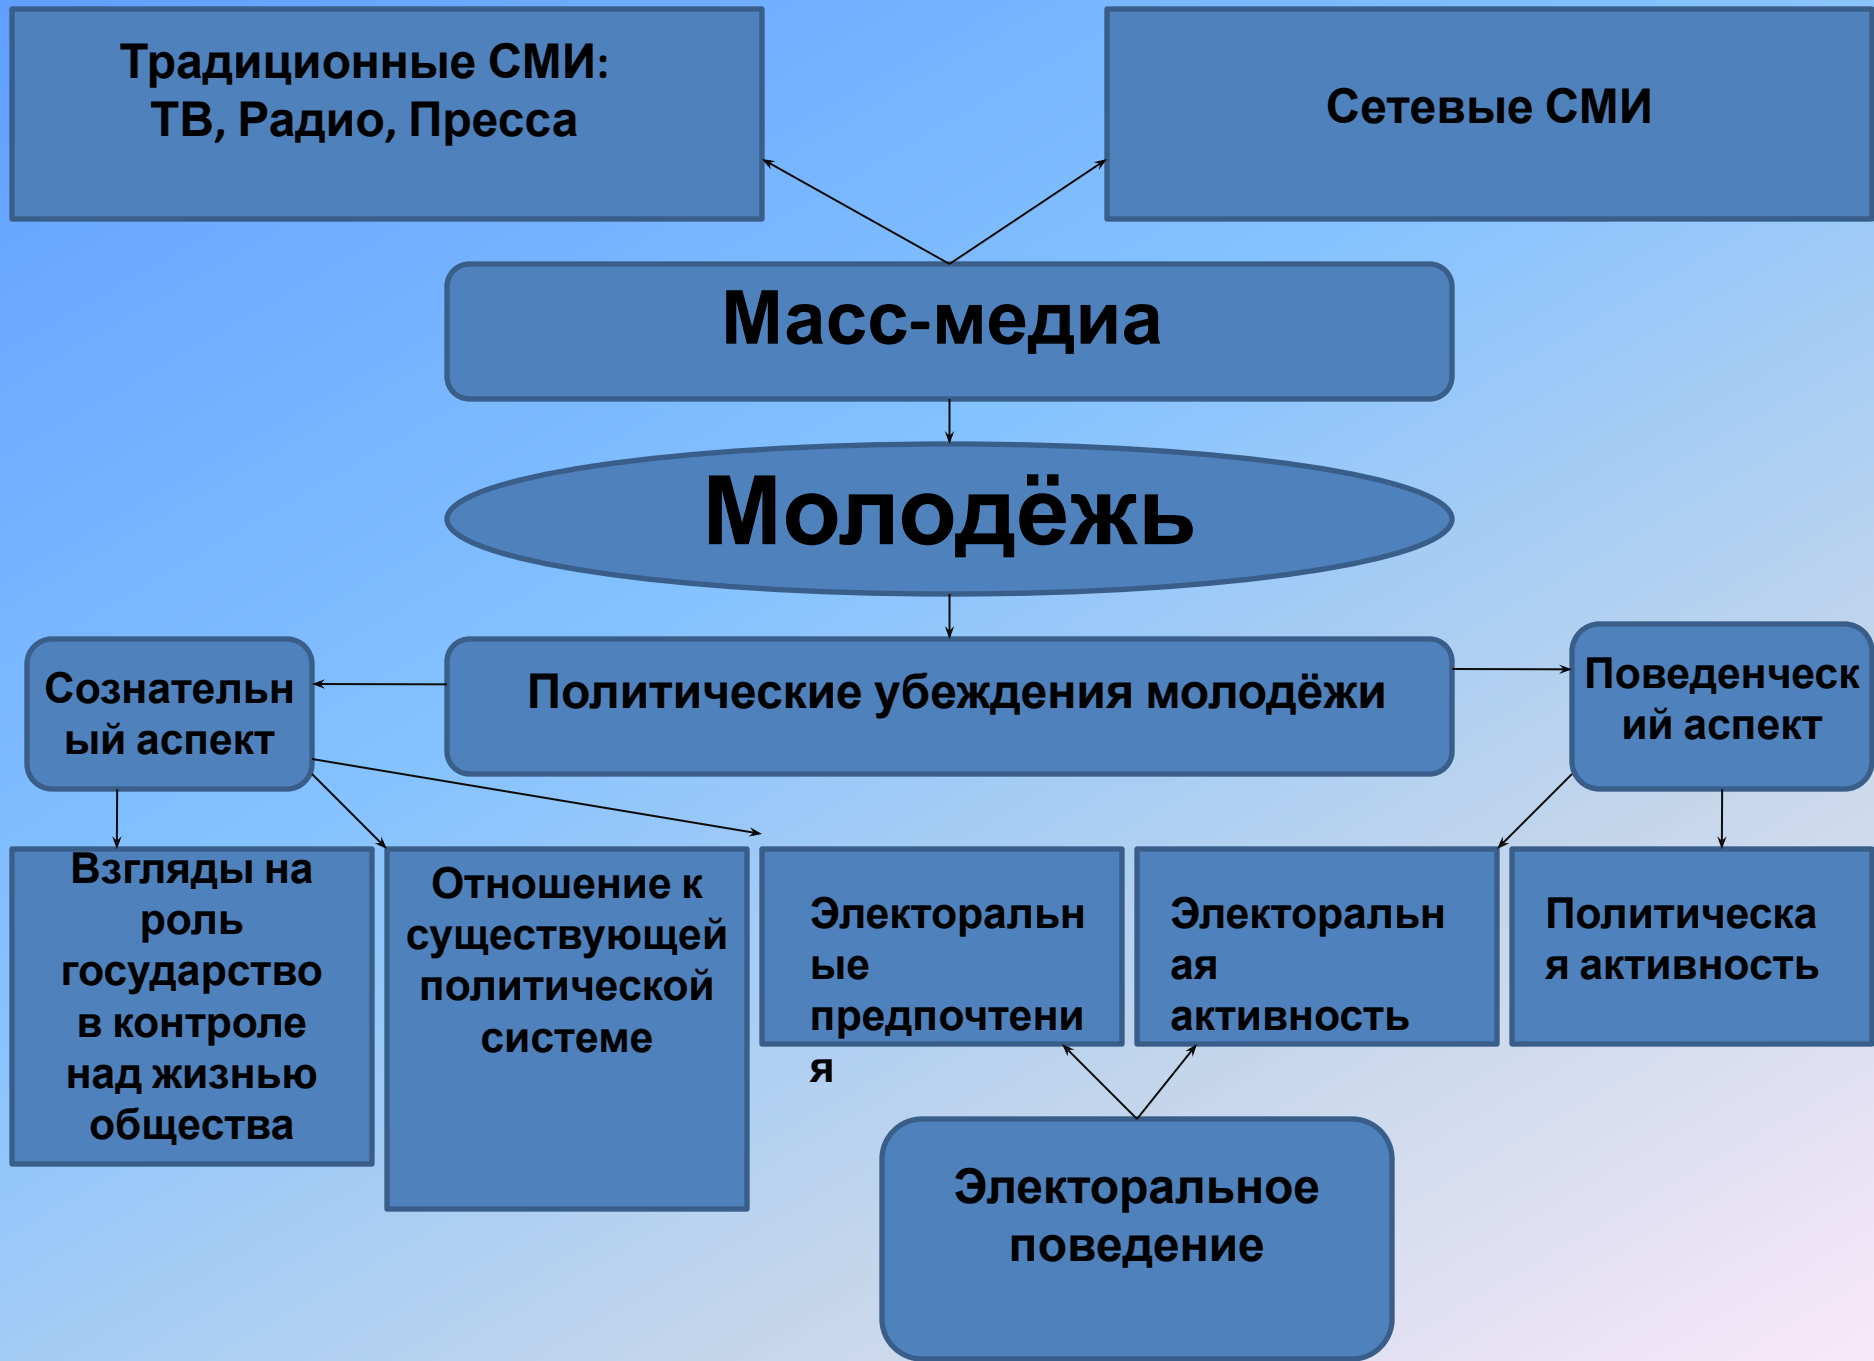 Традиционные СМИ:
ТВ, Радио, Пресса
Сетевые СМИ
Масс-медиа
Молодёжь
Сознательн
ый аспект
Политические убеждения молодёжи
Поведенческ
ий аспект
Взгляды на
роль
государство
в контроле
над жизнью
общества
Отношение к
существующей
политической
системе
Электоральн
ые
предпочтени
я
Электоральн
ая
активность
Политическа
я активность
Электоральное
поведение